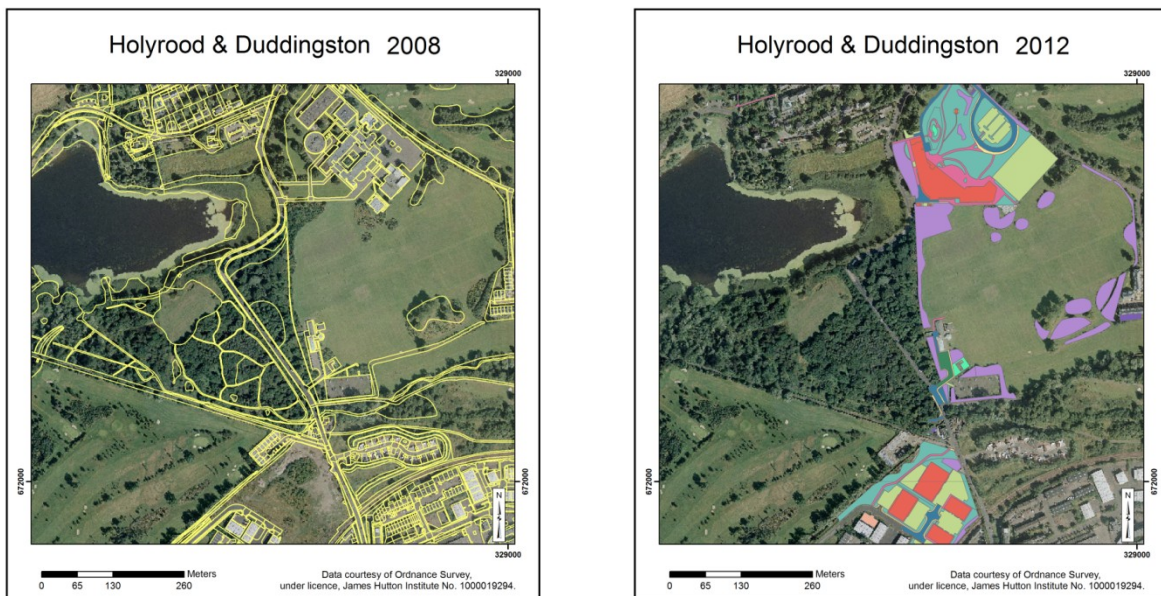 Holyrood & Duddingston 2008
329000
672000
672000
N
329000
Meters
0 65 130 260
Data courtesy of Ordnance Survey,
under licence, James Hutton Institute No. 1000019294.
Holyrood & Duddingston 2012
329000
672000
672000
N
329000
Meters
0 65 130 260
Data courtesy of Ordnance Survey,
under licence, James Hutton Institute No. 1000019294.